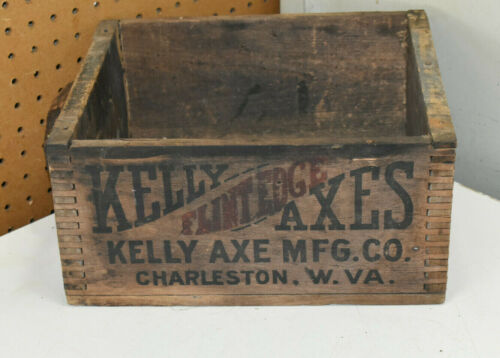 KELLY FLINT EDGE AXES
KELLY AXE MFG. CO.
CHARLESTON, W. VA.